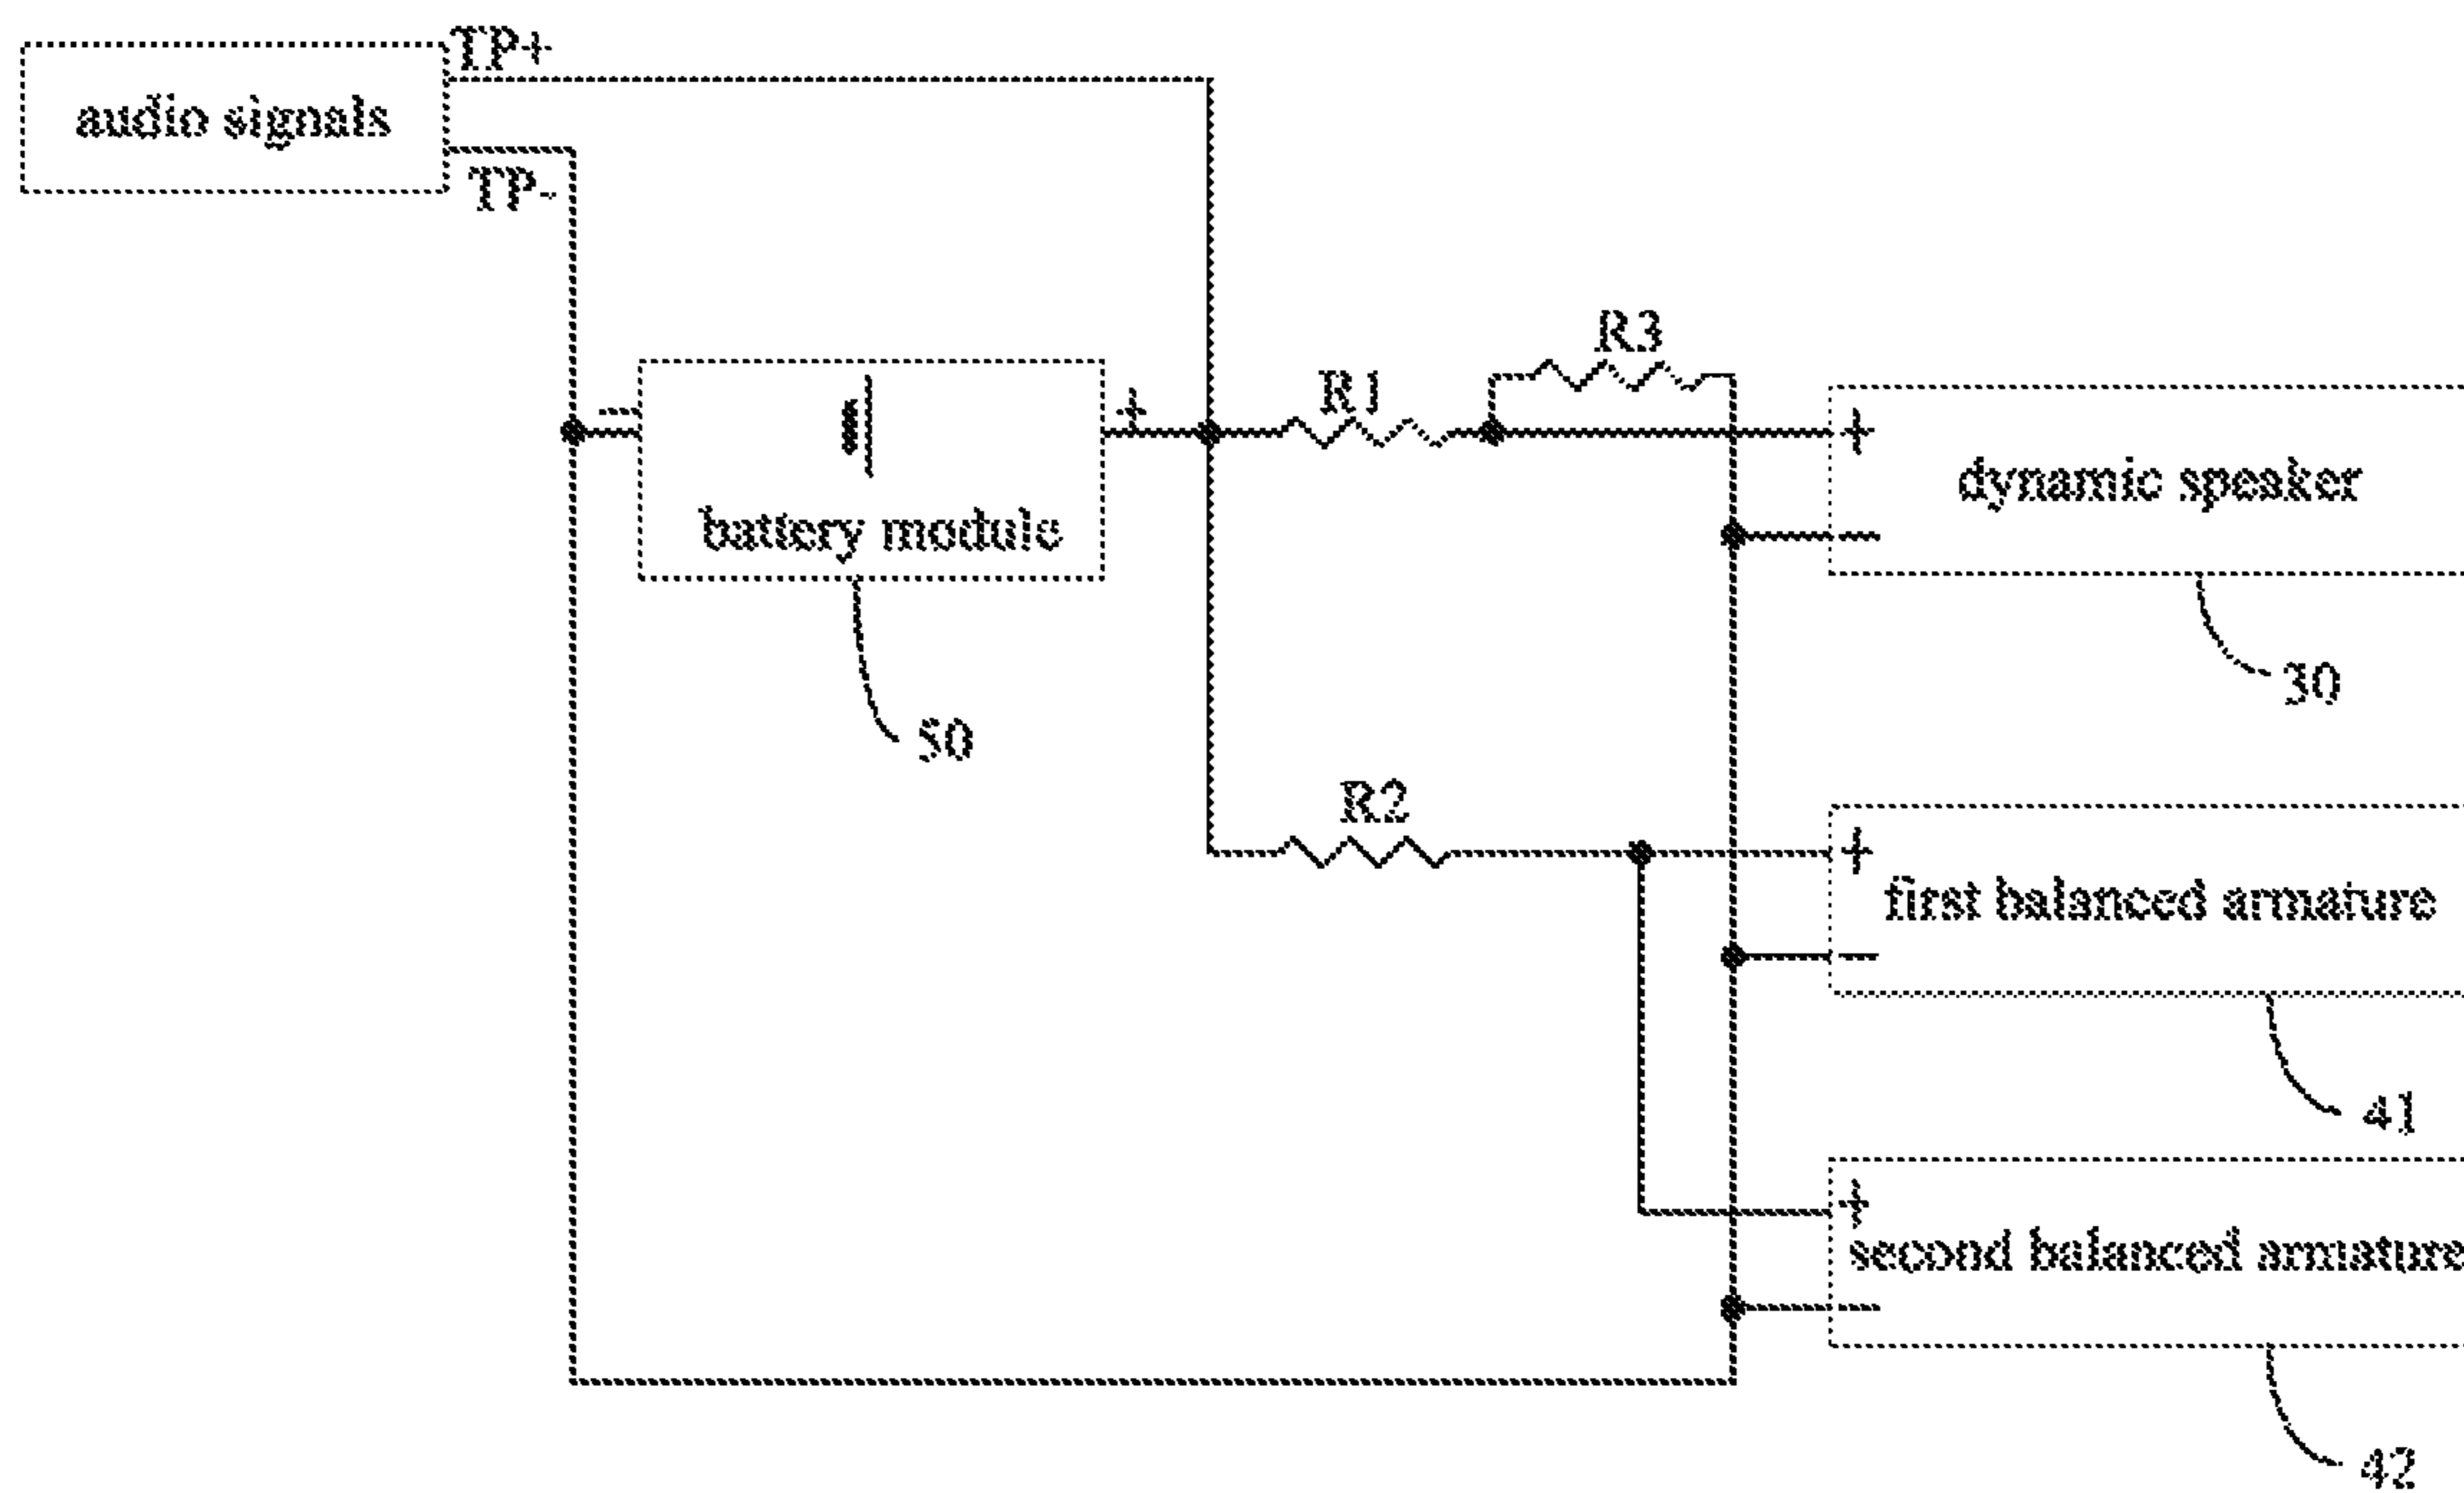 TP+
audio signals
TP-
R3
R1
- +
+
dynamic speaker
-
battery module
30
50
R2
+
first balanced armature
-
41
+
second balanced armature
-
42